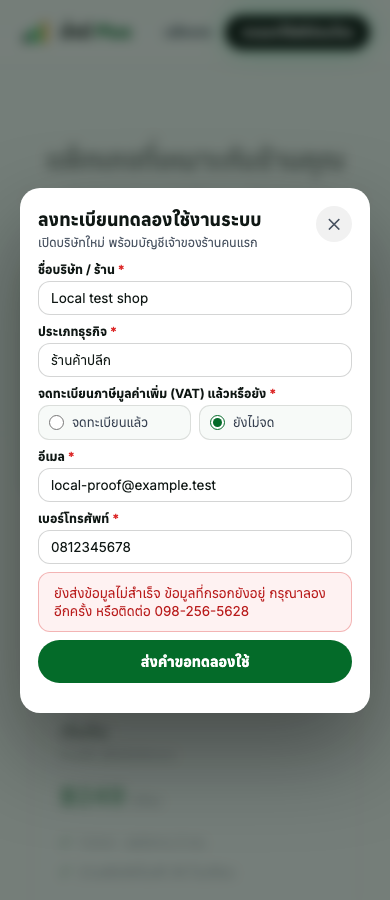 ลงทะเบียนทดลองใช้งานระบบ
เปิดบริษัทใหม่ พร้อมบัญชีเจ้าของร้านคนแรก
ชื่อบริษัท / ร้าน *
Local test shop
ประเภทธุรกิจ *
ร้านค้าปลีก
จดทะเบียนภาษีมูลค่าเพิ่ม (VAT) แล้วหรือยัง *
จดทะเบียนแล้ว
ยังไม่จด
อีเมล *
local-proof@example.test
เบอร์โทรศัพท์ *
0812345678
ยังส่งข้อมูลไม่สำเร็จ ข้อมูลที่กรอกยังอยู่ กรุณาลอง
อีกครั้ง หรือติดต่อ 098-256-5628
ส่งคำขอทดลองใช้